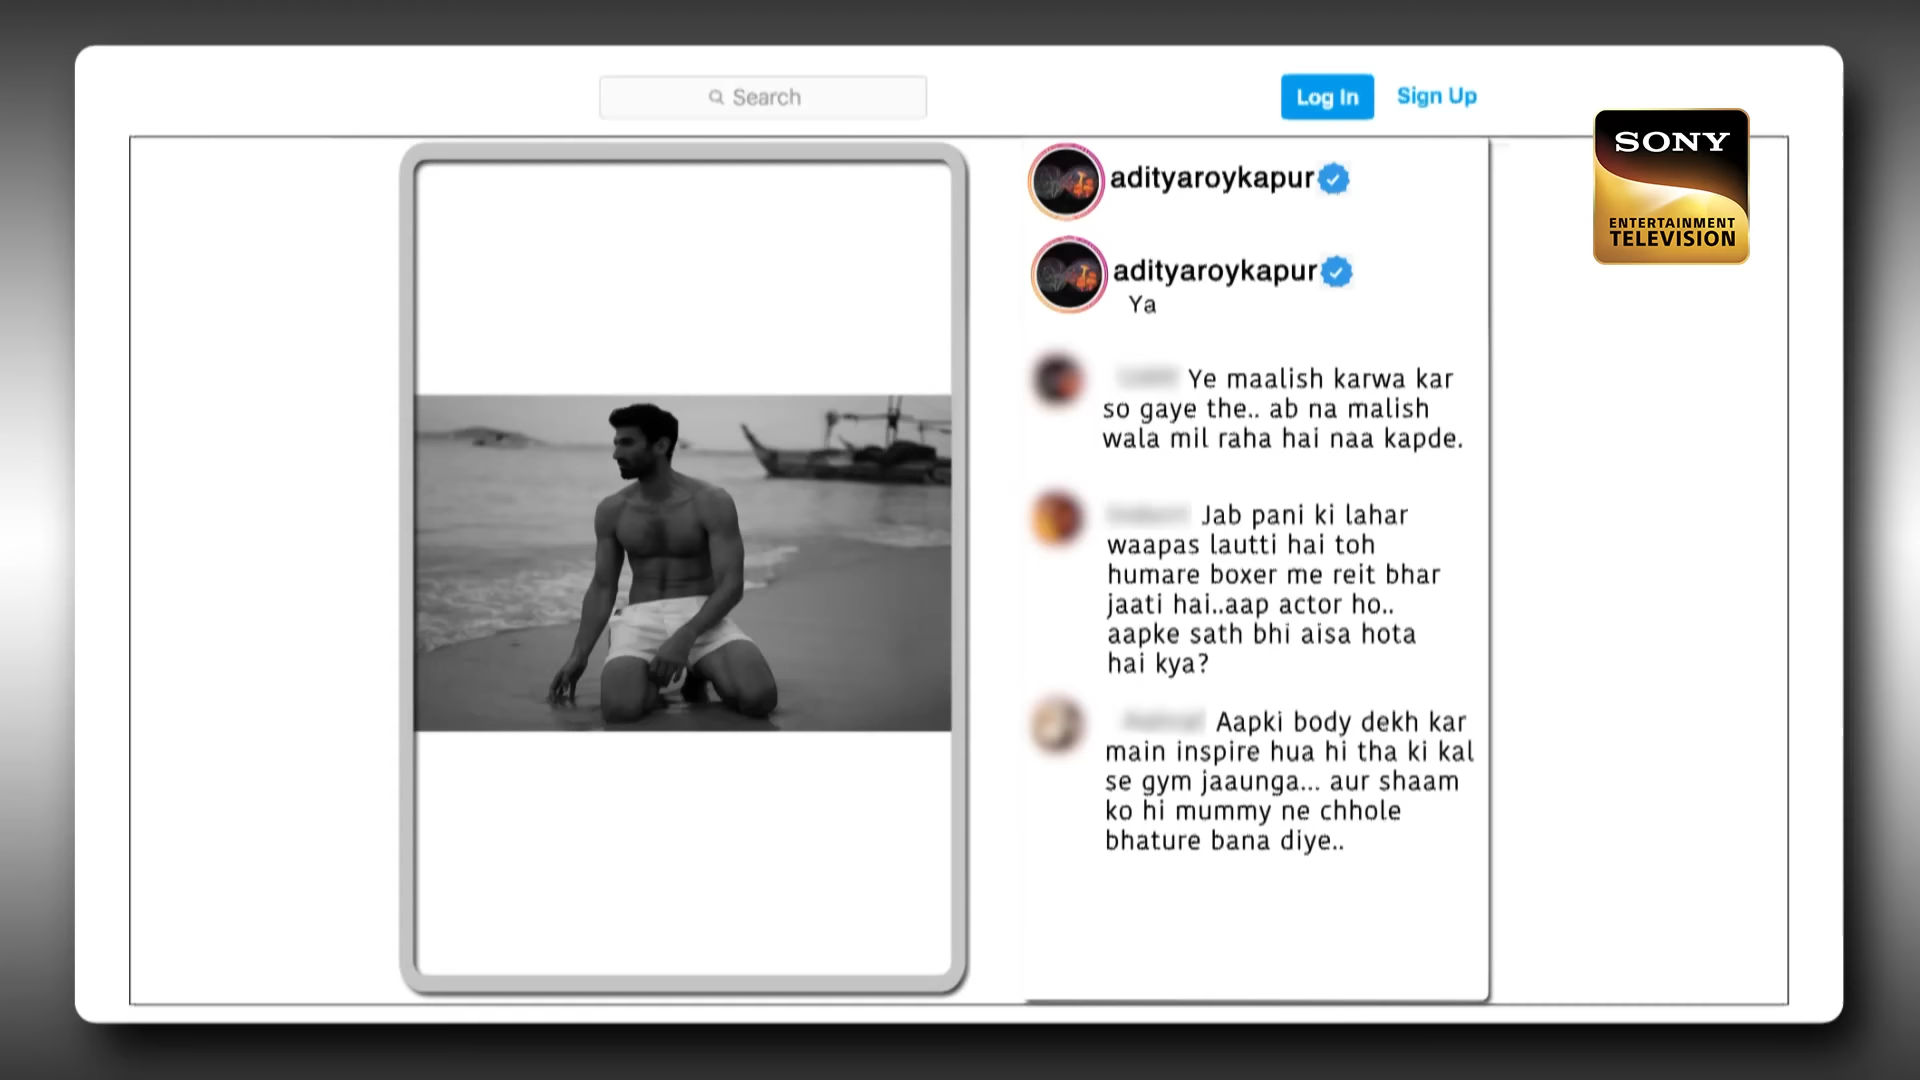 Search
Log In
Sign Up
SONY
ENTERTAINMENT
TELEVISION
adityaroykapur
adityaroykapur
Ya
Ye maalish karwa kar
so gaye the.. ab na malish
wala mil raha hai naa kapde.
Jab pani ki lahar
waapas lautti hai toh
humare boxer me reit bhar
jaati hai..aap actor ho..
aapke sath bhi aisa hota
hai kya?
Aapki body dekh kar
main inspire hua hi tha ki kal
se gym jaaunga... aur shaam
ko hi mummy ne chhole
bhature bana diye..